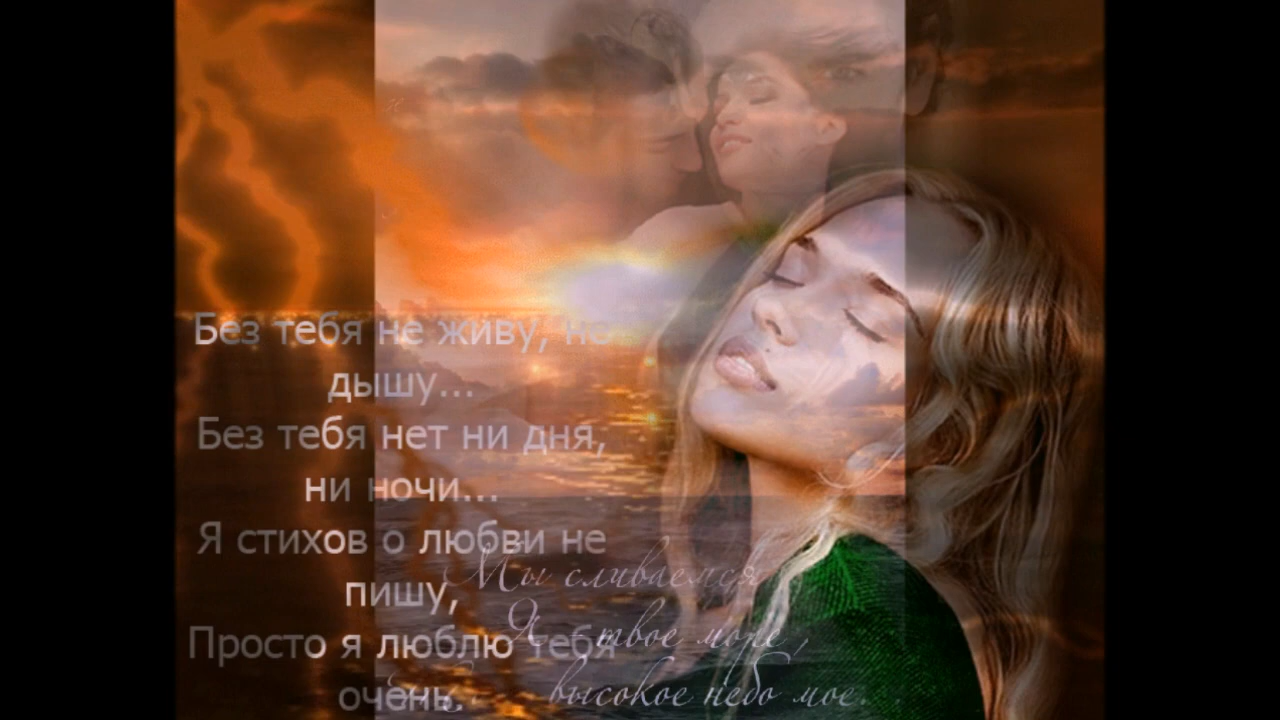 Без тебя не живу, но
дышу...
Без тебя нет ни дня,
ни ночи...
Я стихов о любви не
пишу,
Просто я люблю тебя
очень.
Мы сливаемся
Я - твое море,
высокое небо мое.